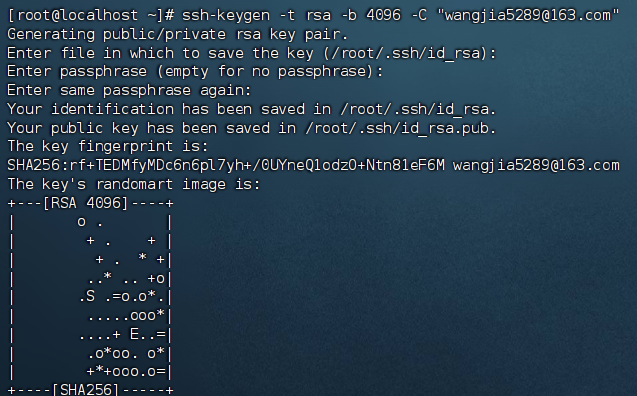 [root@localhost ~]# ssh-keygen -t rsa -b 4096 -C "wangjia5289@163.com"
Generating public/private rsa key pair.
Enter file in which to save the key (/root/.ssh/id_rsa):
Enter passphrase (empty for no passphrase):
Enter same passphrase again:
Your identification has been saved in /root/.ssh/id_rsa.
Your public key has been saved in /root/.ssh/id_rsa.pub.
The key fingerprint is:
SHA256:rf+TEDMfyMDc6n6pl7yh+/0UYneQ1odzO+Ntn81eF6M wangjia5289@163.com
The key's randomart image is:
+---[RSA 4096]----+
|        o .      |
|         + .   + |
|          + .  * +|
|         ..* .. +o|
|        .S .=o.o*.|
|         .....ooo*|
|        ....+ E..=|
|         .o*oo. o*|
|         +*+ooo.o=|
+----[SHA256]-----+